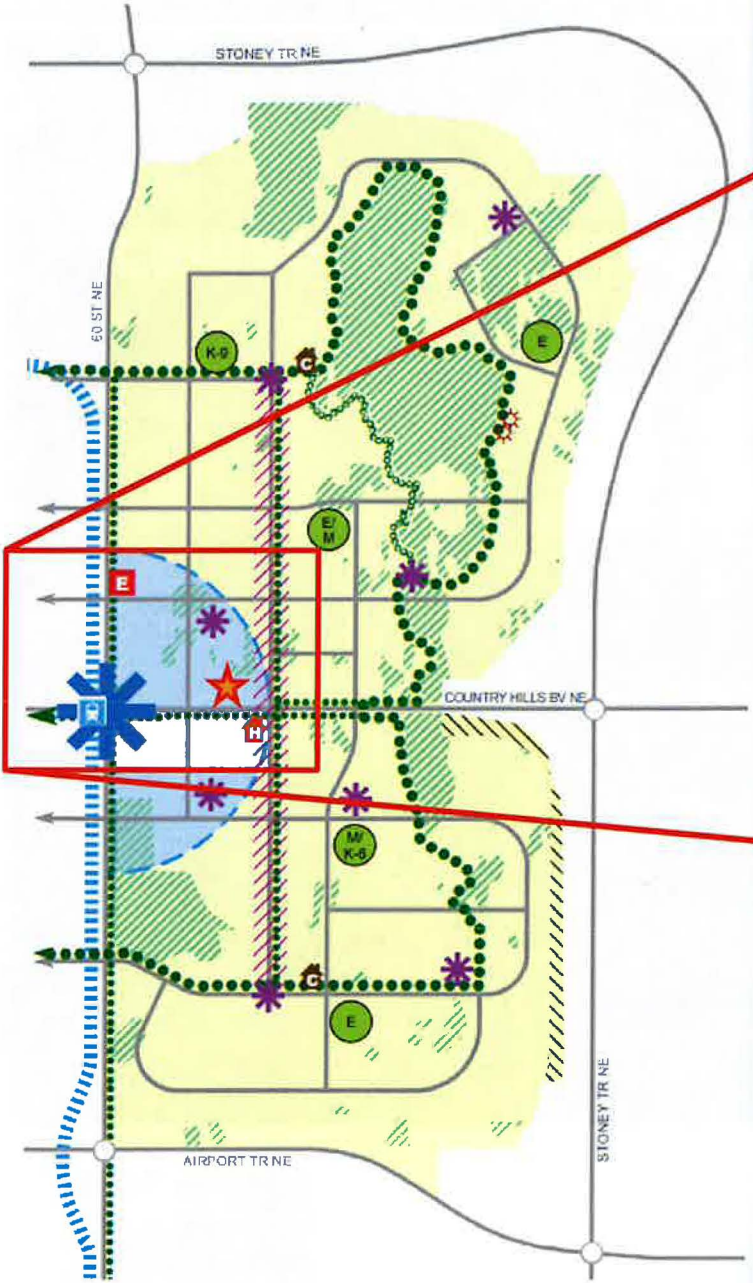 STONEY TR NE
60 ST NE
K-9
C
E
E/
M
E
COUNTRY HILLS BV NE
H
M/
K-6
C
E
STONEY TR NE
AIRPORT TR NE